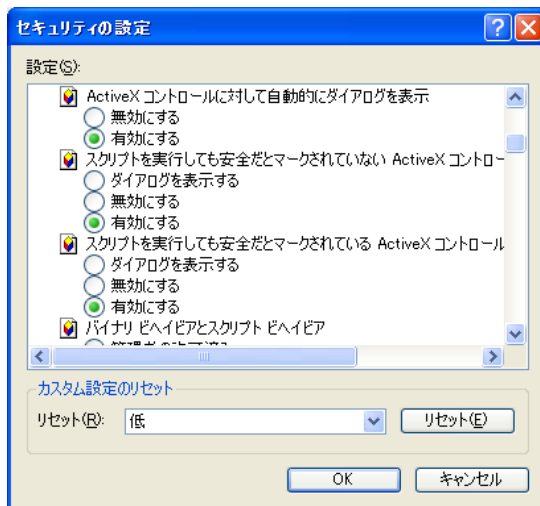 セキュリティの設定
設定(S):
ActiveX コントロールに対して自動的にダイアログを表示
無効にする
有効にする
スクリプトを実行しても安全だとマークされていない ActiveX コントロー
ダイアログを表示する
無効にする
有効にする
スクリプトを実行しても安全だとマークされている ActiveX コントロール
ダイアログを表示する
無効にする
有効にする
バイナリ ビヘイビアとスクリプト ビヘイビア
カスタム設定のリセット
リセット(R): 低 リセット(E)
OK キャンセル